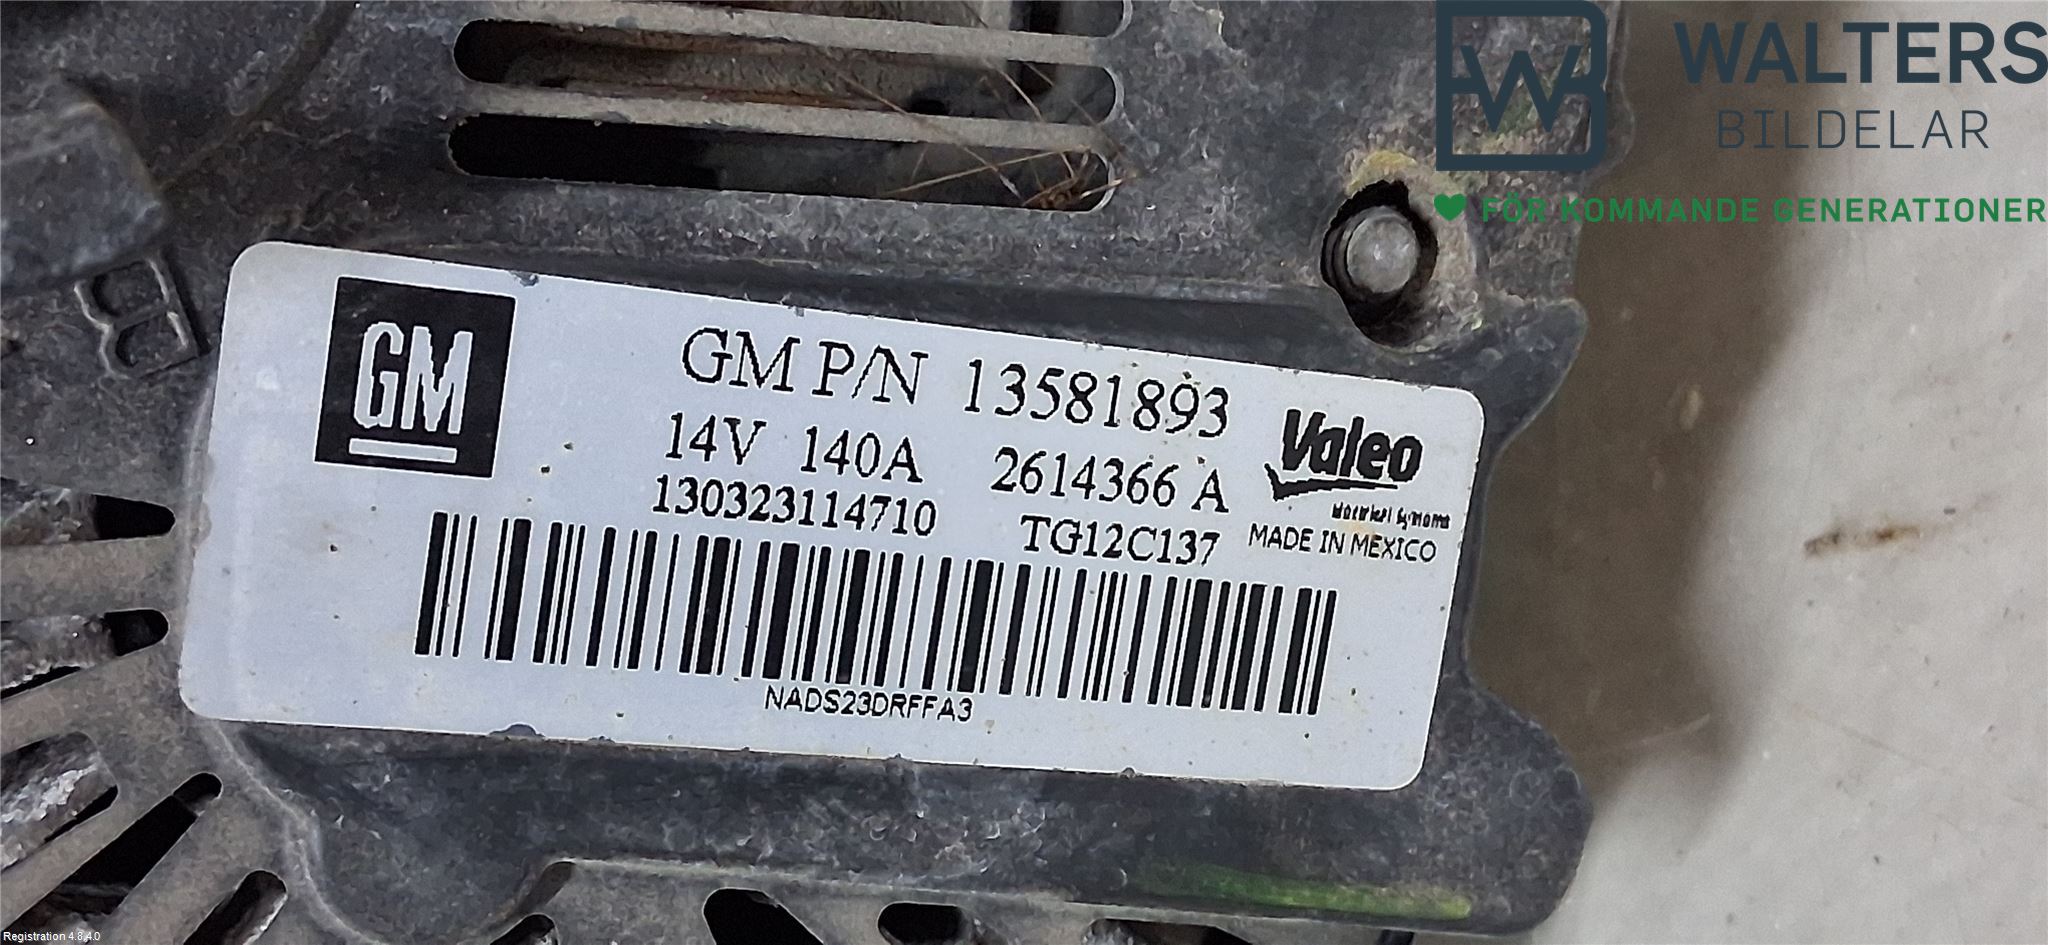 WALTERS
BILDELAR
FÖR KOMMANDE GENERATIONER
B
GM
GM P/N 13581893
14V 140A 2614366 A
Valeo
130323114710 TG12C137
MADE IN MEXICO
NADS23DRFFA3
Registration 4.8.4.0